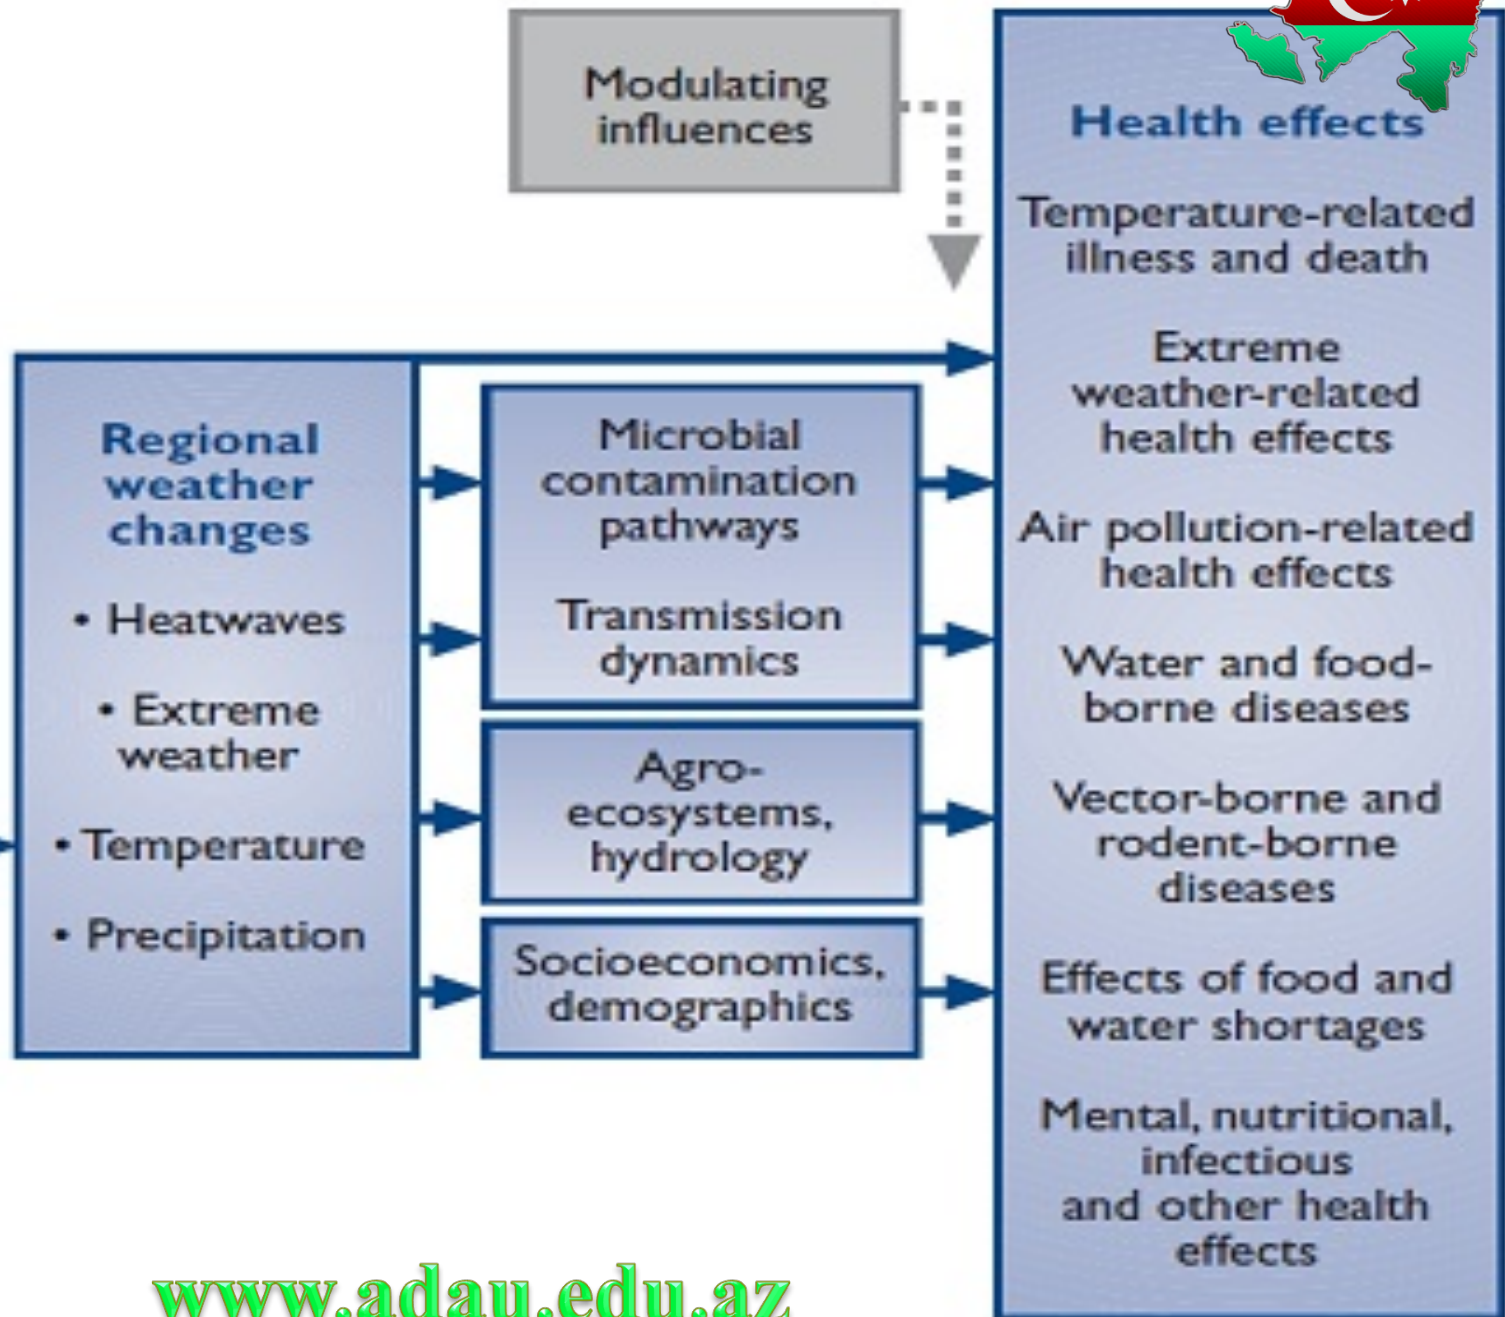 Modulating
influences
Health effects
Temperature-related
illness and death
Extreme
weather-related
health effects
Air pollution-related
health effects
Water and food-
borne diseases
Vector-borne and
rodent-borne
diseases
Effects of food and
water shortages
Mental, nutritional,
infectious
and other health
effects
Regional
weather
changes
• Heatwaves
• Extreme
weather
• Temperature
• Precipitation
Microbial
contamination
pathways
Transmission
dynamics
Agro-
ecosystems,
hydrology
Socioeconomics,
demographics
www.adau.edu.az